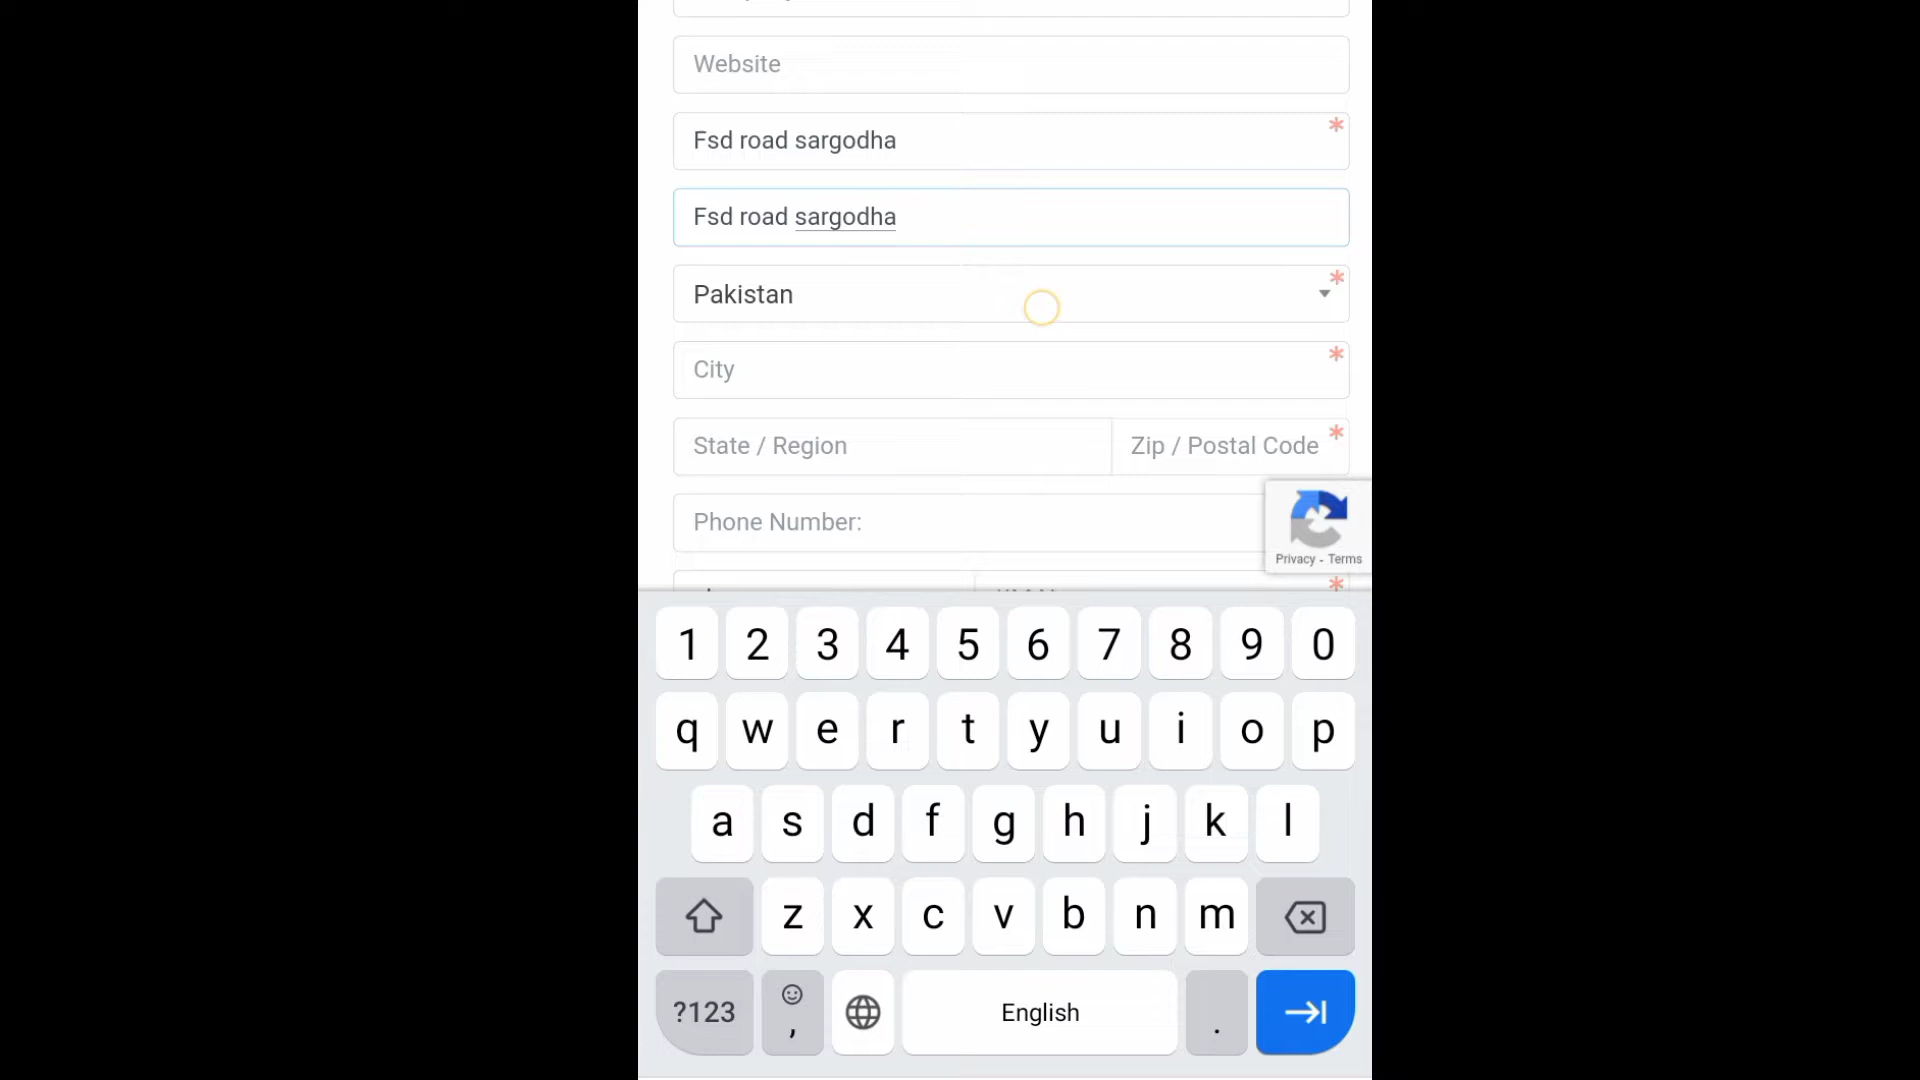 Website
Fsd road sargodha
Fsd road sargodha
Pakistan
City
State / Region
Zip / Postal Code
Phone Number:
Privacy - Terms
1 2 3 4 5 6 7 8 9 0
q w e r t y u i o p
a s d f g h j k l
z x c v b n m
?123 , English .